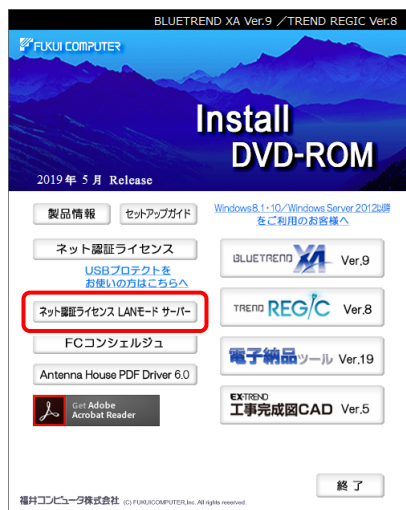 BLUETREND XA Ver.9 ／TREND REGIC Ver.8
FUKUI COMPUTER
Install
DVD-ROM
2019年 5月 Release
製品情報
セットアップガイド
Windows8.1・10／Windows Server 2012以降
をご利用のお客様へ
ネット認証ライセンス
USBプロテクトを
お使いの方はこちらへ
ネット認証ライセンス LANモード サーバー
FCコンシェルジュ
Antenna House PDF Driver 6.0
Get Adobe
Acrobat Reader
BLUETREND XA Ver.9
TREND REGIC Ver.8
電子納品ツール Ver.19
EX-TREND
工事完成図CAD Ver.5
終 了
福井コンピュータ株式会社 (C) FUKUICOMPUTER,Inc. All rights reserved.